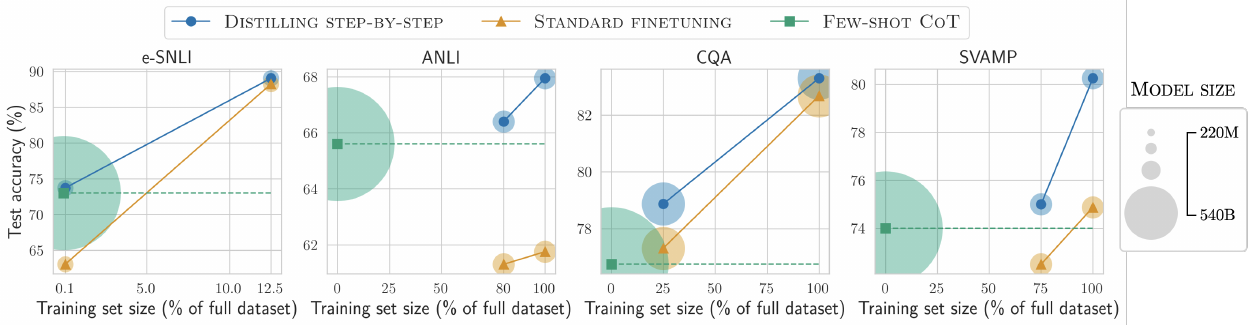 DISTILLING STEP-BY-STEP STANDARD FINETUNING FEW-SHOT COT
e-SNLI ANLI CQA SVAMP
Test accuracy (%)
90
85
80
75
70
65
0.1 5.0 10.0 12.5
Training set size (% of full dataset)
68
66
64
62
0 25 50 80 100
Training set size (% of full dataset)
82
80
78
0 25 50 75 100
Training set size (% of full dataset)
80
78
76
74
0 25 50 75 100
Training set size (% of full dataset)
MODEL SIZE
220M
540B